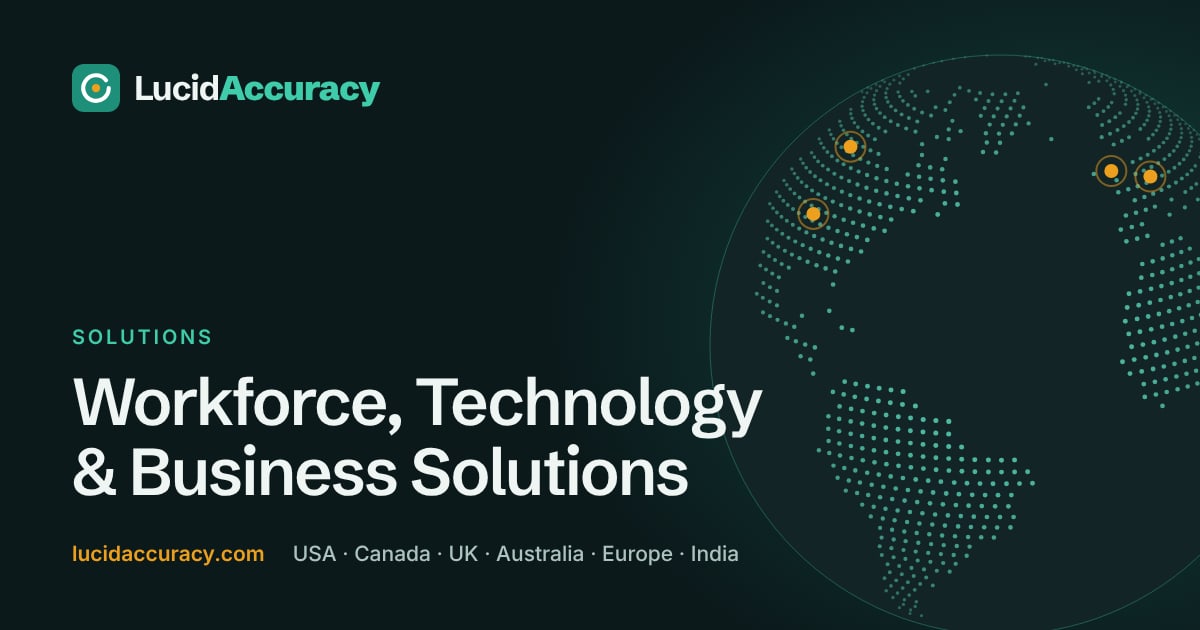 LucidAccuracy
SOLUTIONS
Workforce, Technology
& Business Solutions
lucidaccuracy.com USA · Canada · UK · Australia · Europe · India